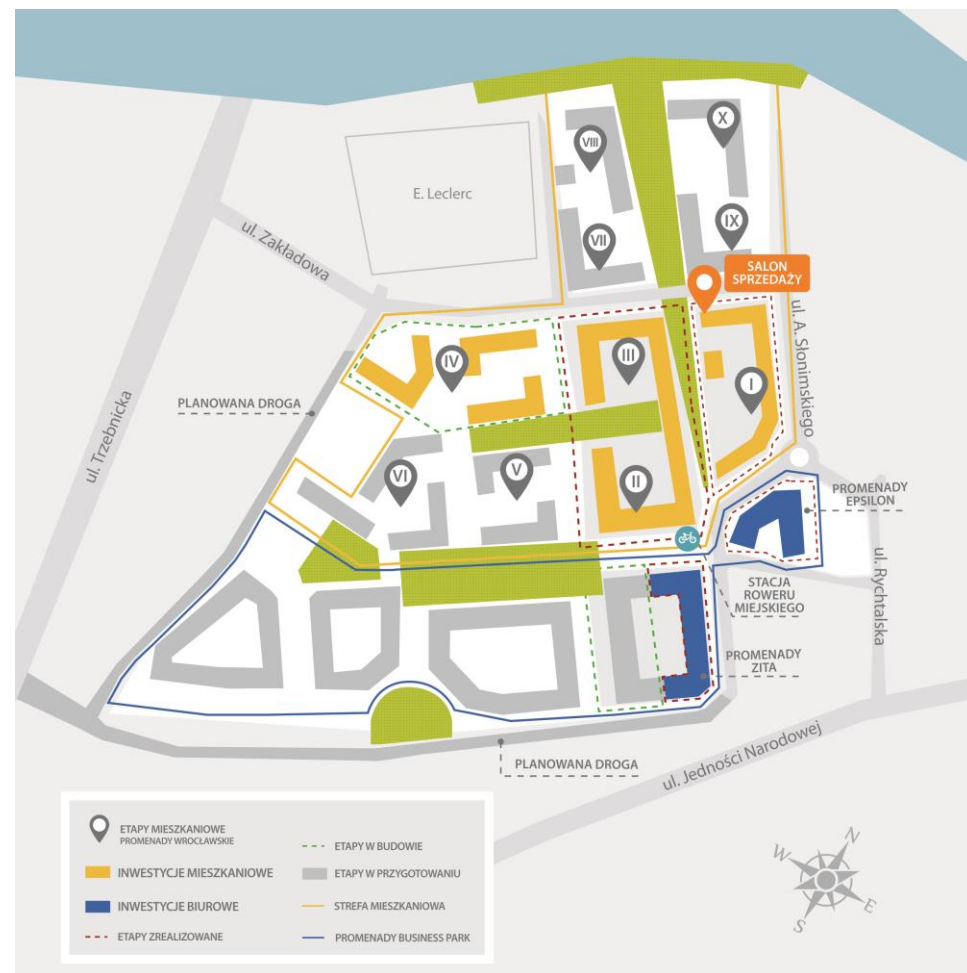 VIII
X
E. Leclerc
VII
IX
ul. Zakładowa
SALON
SPRZEDAŻY
ul. A. Słonimskiego
III
IV
I
PLANOWANA DROGA
ul. Trzebnicka
VI
V
II
PROMENADY
EPSILON
STACJA
ROWERU
MIEJSKIEGO
ul. Rychtalska
PROMENADY
ZITA
PLANOWANA DROGA
ul. Jedności Narodowej
ETAPY MIESZKANIOWE
PROMENADY WROCŁAWSKIE
INWESTYCJE MIESZKANIOWE
INWESTYCJE BIUROWE
ETAPY ZREALIZOWANE
ETAPY W BUDOWIE
ETAPY W PRZYGOTOWANIU
STREFA MIESZKANIOWA
PROMENADY BUSINESS PARK
N
W
E
S